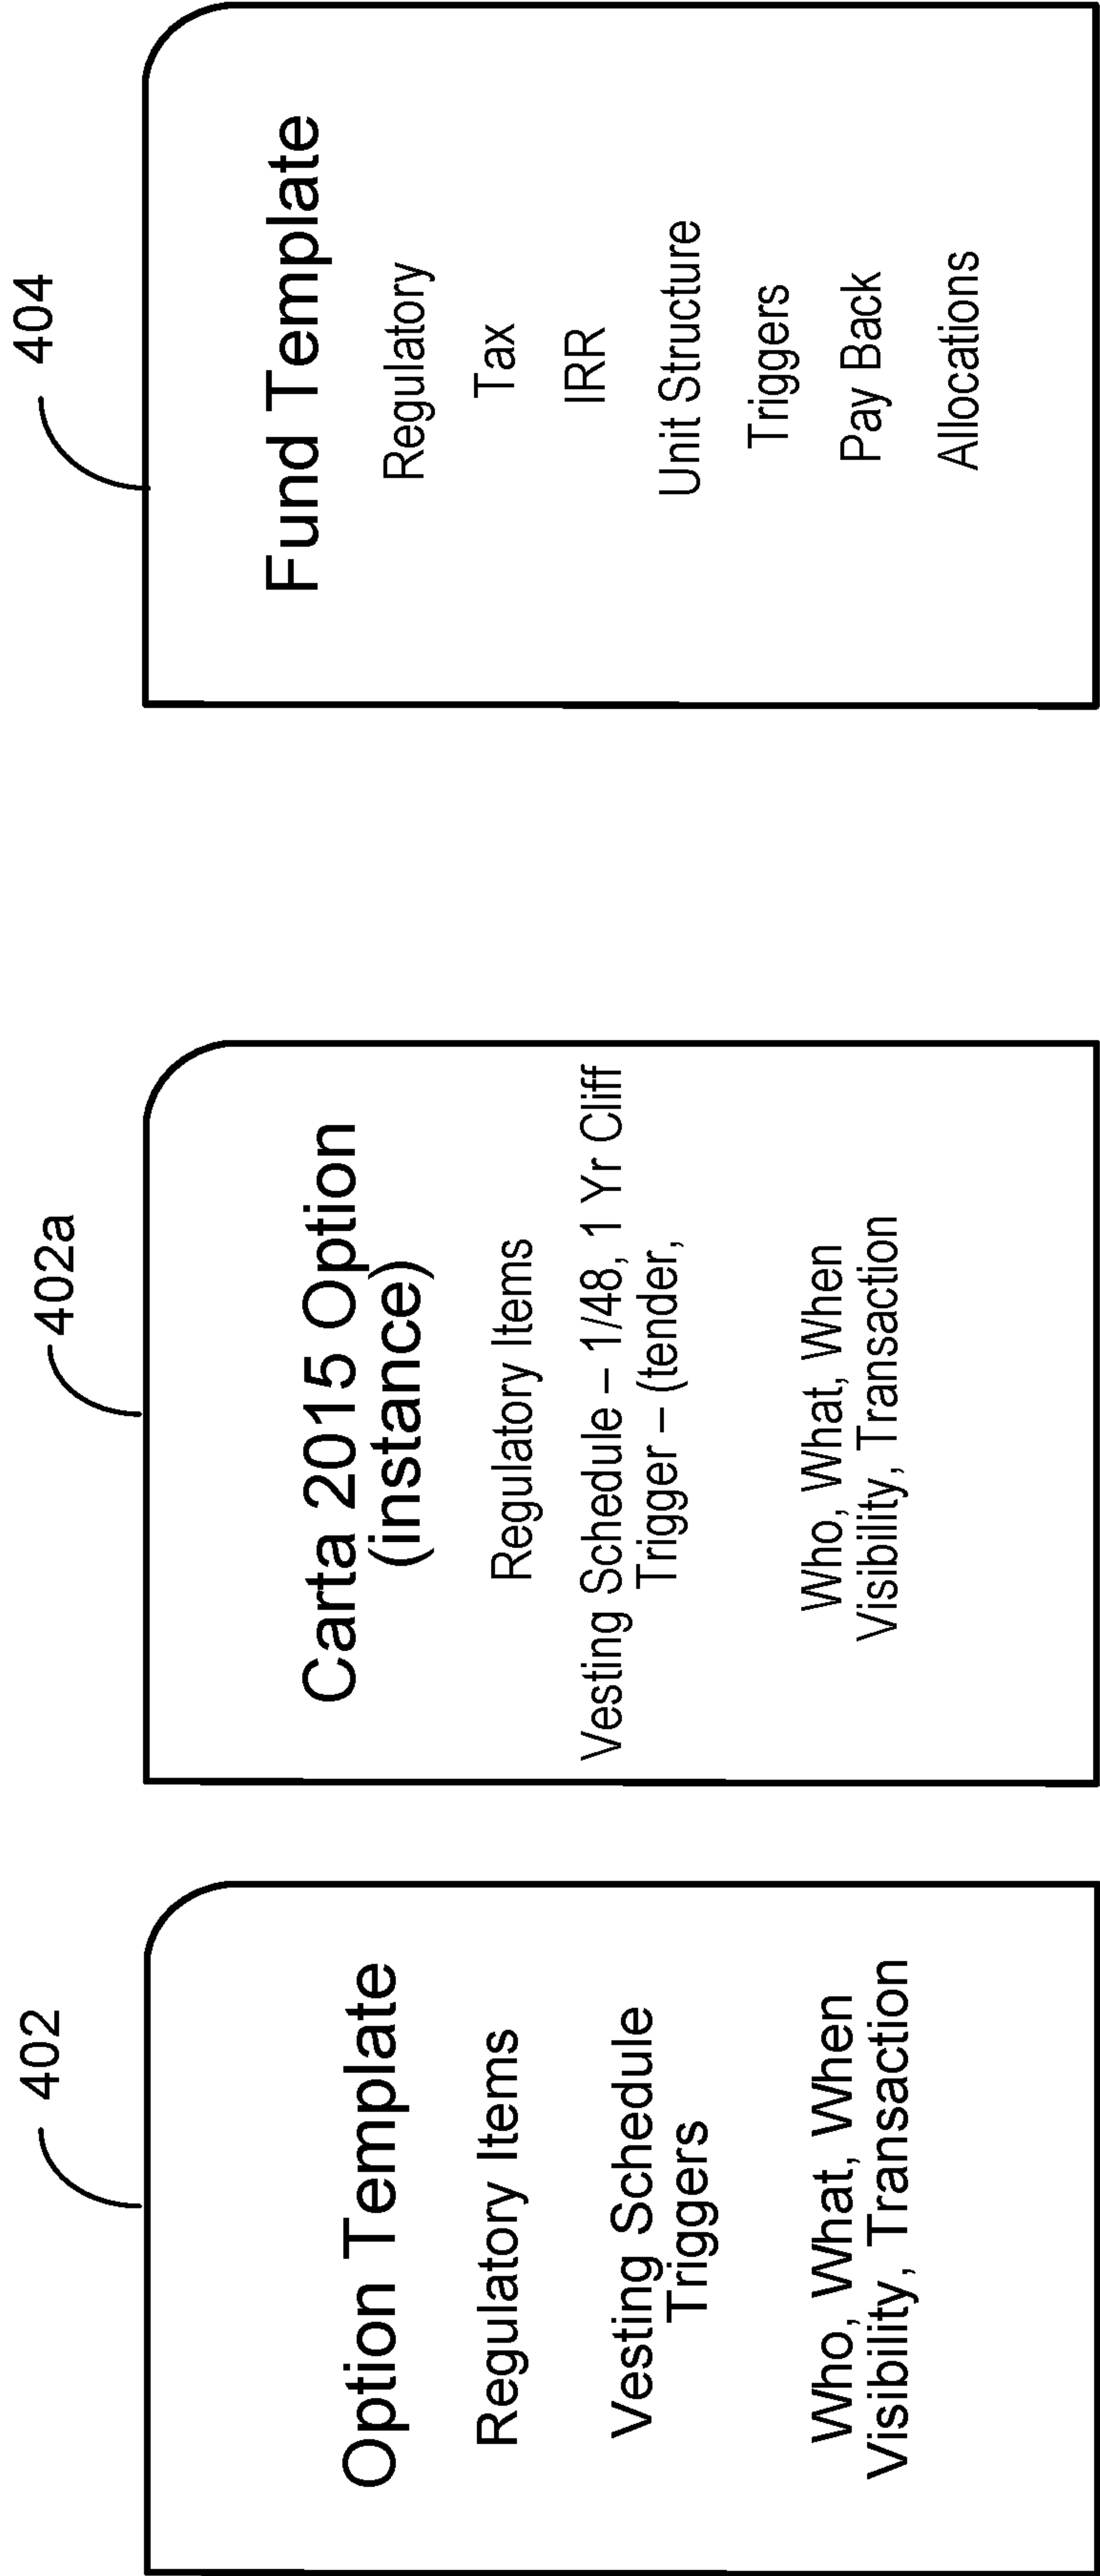 402
Option Template
Regulatory Items
Vesting Schedule
Triggers
Who, What, When
Visibility, Transaction
402a
Carta 2015 Option
(instance)
Regulatory Items
Vesting Schedule – 1/48, 1 Yr Cliff
Trigger – (tender,
Who, What, When
Visibility, Transaction
404
Fund Template
Regulatory
Tax
IRR
Unit Structure
Triggers
Pay Back
Allocations